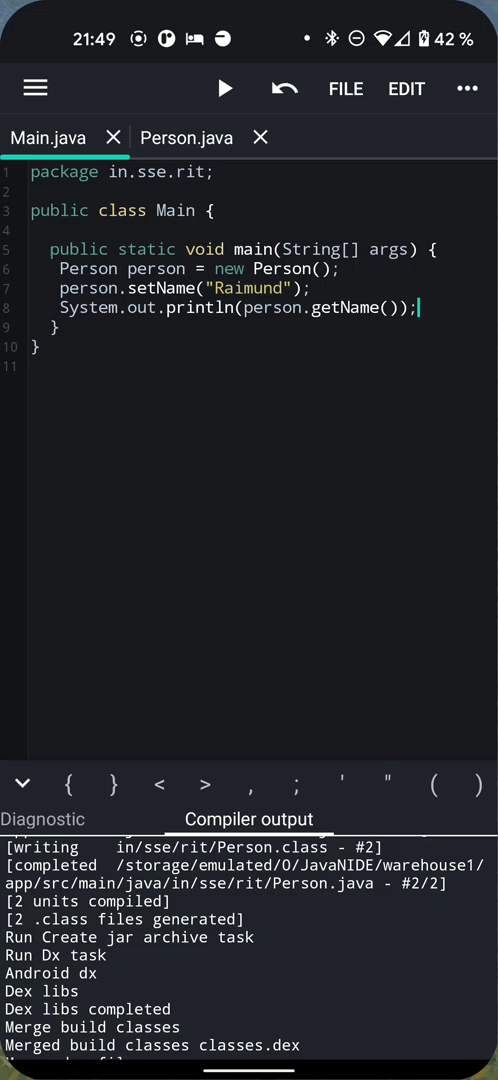 21:49 42 %
FILE EDIT
Main.java Person.java
1 package in.sse.rit;
2
3 public class Main {
4
5 public static void main(String[] args) {
6 Person person = new Person();
7 person.setName("Raimund");
8 System.out.println(person.getName());
9 }
10 }
11
{ } < > , ; ' " ( )
Diagnostic Compiler output
[writing in/sse/rit/Person.class - #2]
[completed /storage/emulated/0/JavaNIDE/warehouse1/
app/src/main/java/in/sse/rit/Person.java - #2/2]
[2 units compiled]
[2 .class files generated]
Run Create jar archive task
Run Dx task
Android dx
Dex libs
Dex libs completed
Merge build classes
Merged build classes classes.dex